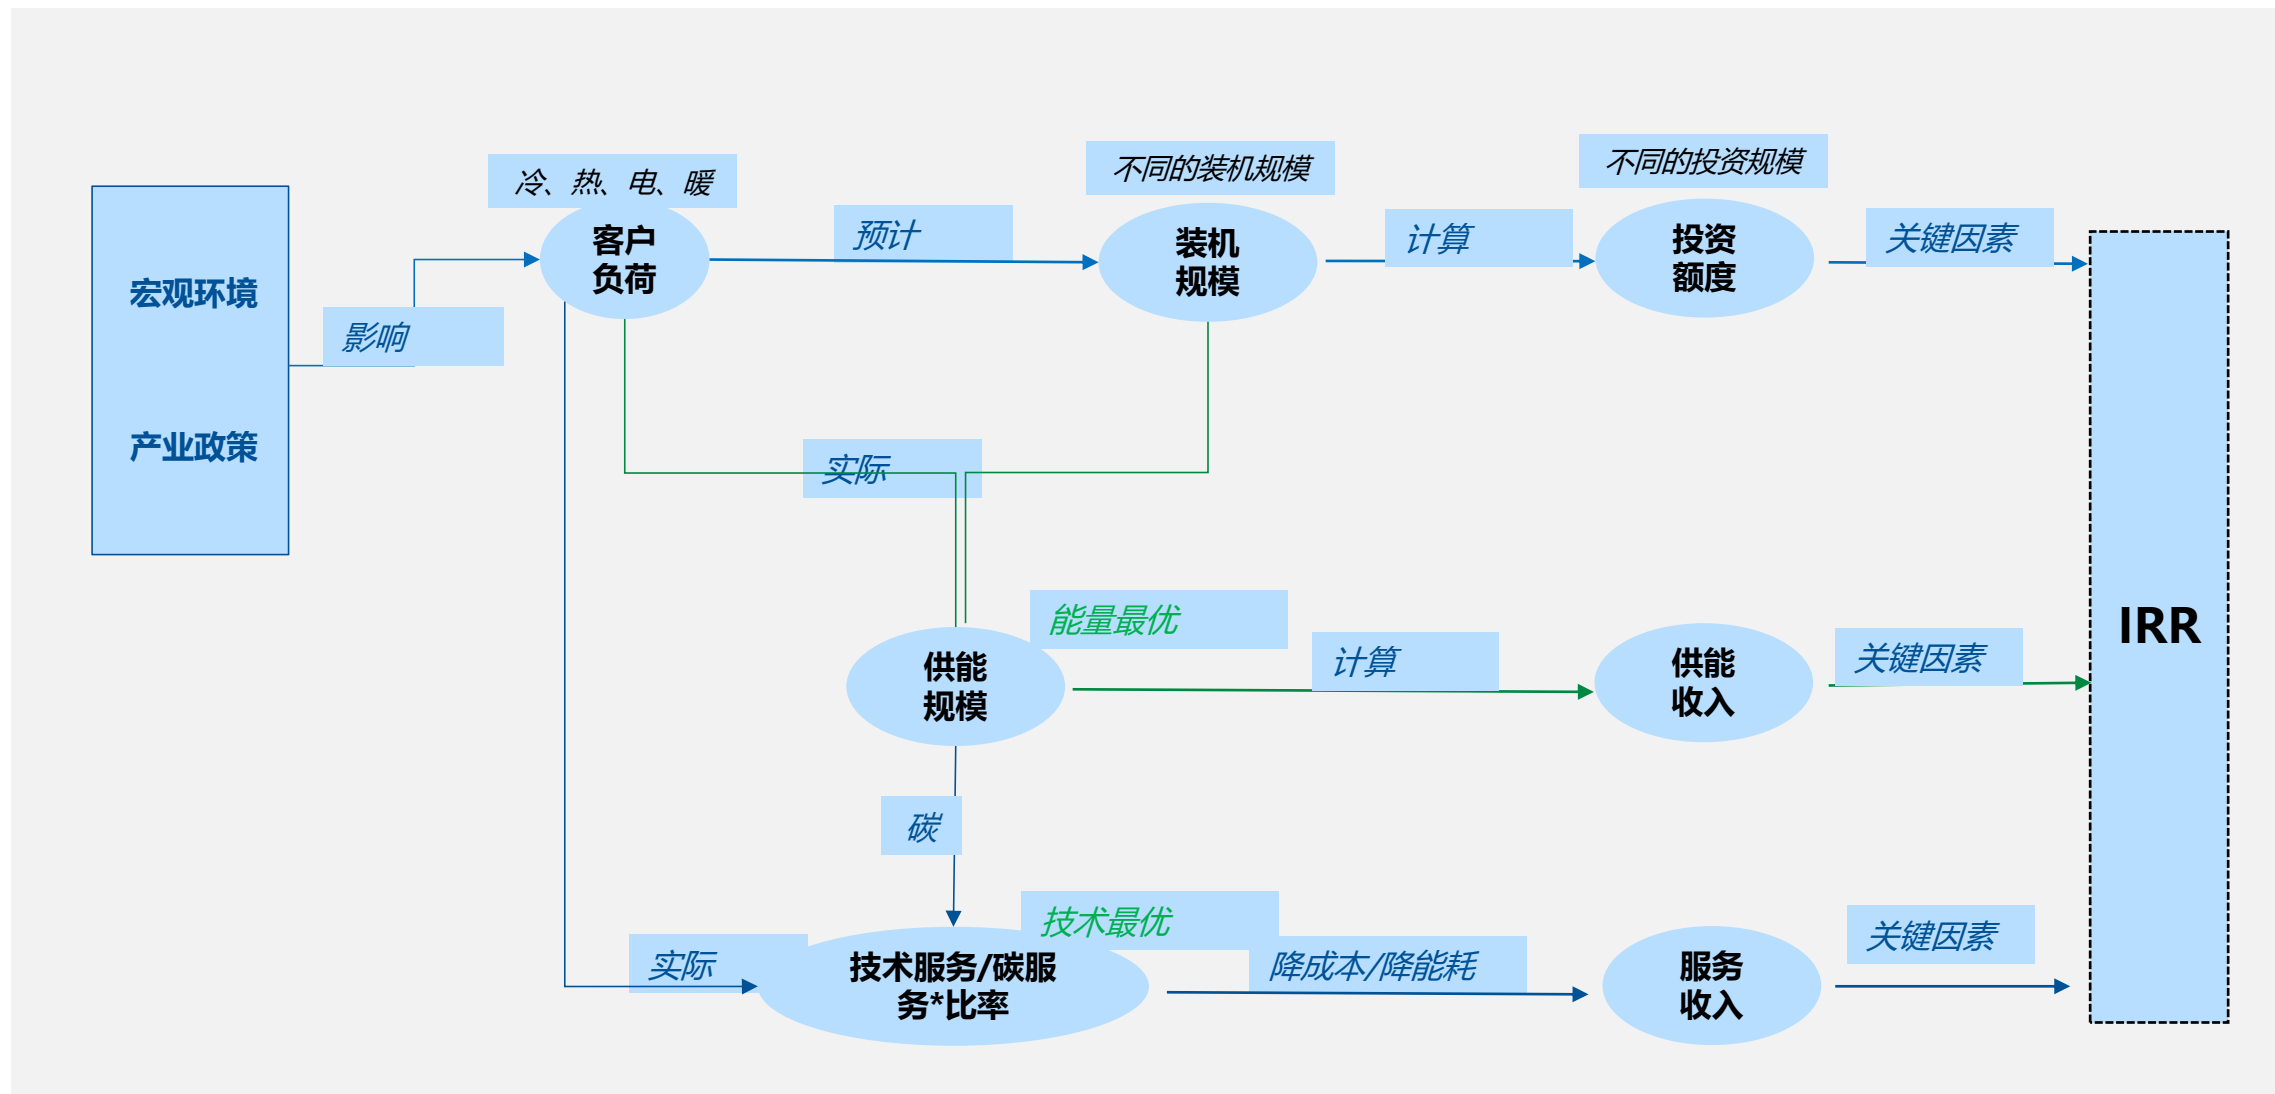 冷、热、电、暖
不同的装机规模
不同的投资规模
客户
负荷
预计
装机
规模
计算
投资
额度
关键因素
宏观环境
影响
产业政策
实际
能量最优
供能
规模
计算
供能
收入
关键因素
IRR
碳
技术最优
实际
技术服务/碳服
务*比率
降成本/降能耗
服务
收入
关键因素